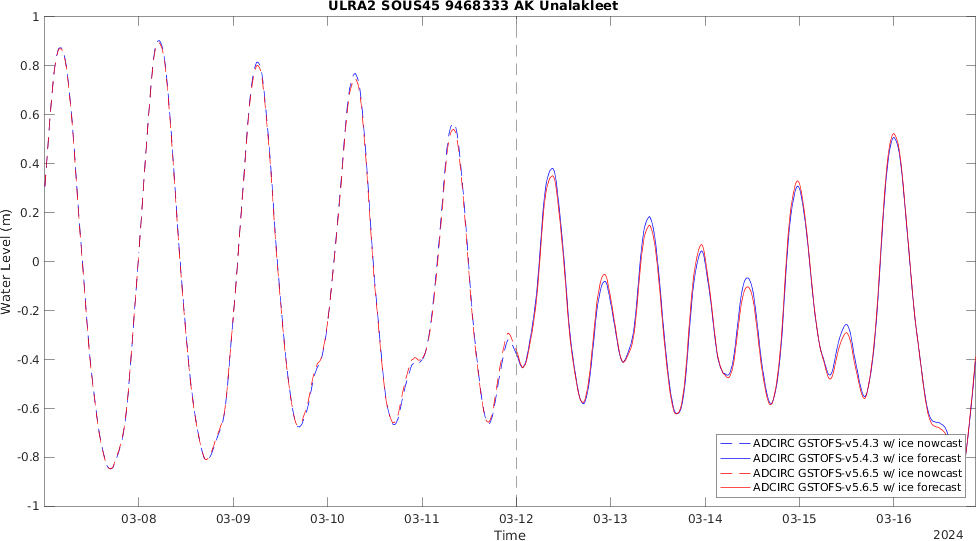 ULRA2 SOUS45 9468333 AK Unalakleet
1
0.8
0.6
0.4
0.2
0
-0.2
-0.4
-0.6
-0.8
-1
Water Level (m)
ADCIRC GSTOFS-v5.4.3 w/ ice nowcast
ADCIRC GSTOFS-v5.4.3 w/ ice forecast
ADCIRC GSTOFS-v5.6.5 w/ ice nowcast
ADCIRC GSTOFS-v5.6.5 w/ ice forecast
03-08 03-09 03-10 03-11 03-12 03-13 03-14 03-15 03-16
Time
2024